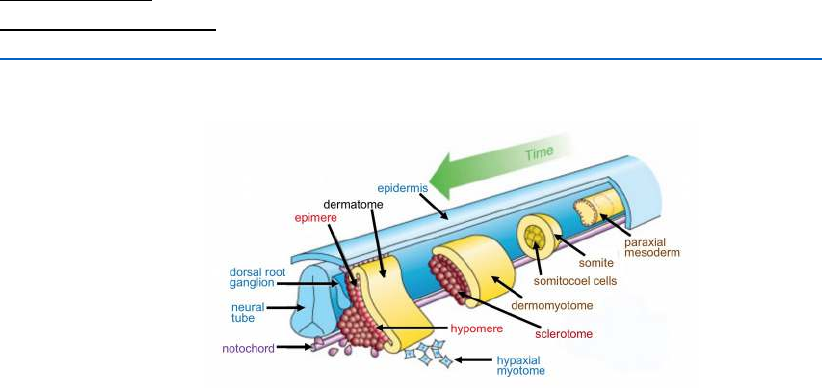 Time
epidermis
dermatome
epimere
paraxial
mesoderm
somite
somitocoel cells
dorsal root
ganglion
dermomyotome
neural
tube
hypomere
sclerotome
notochord
hypaxial
myotome